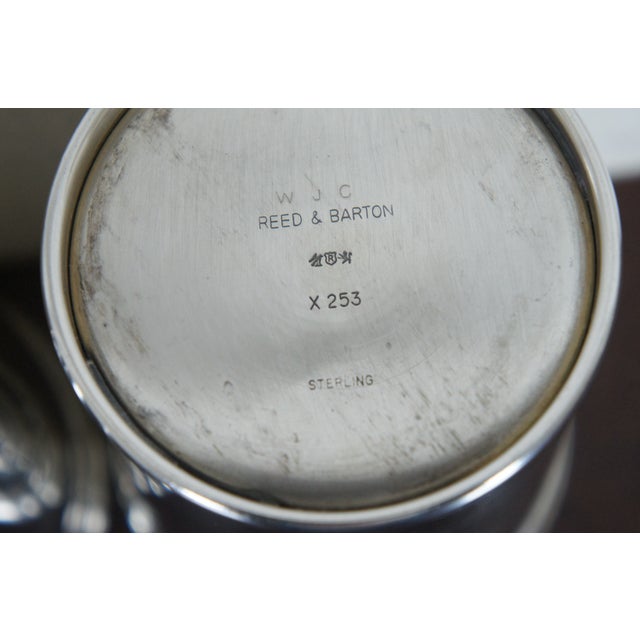 W J C
REED & BARTON
R
X 253
STERLING